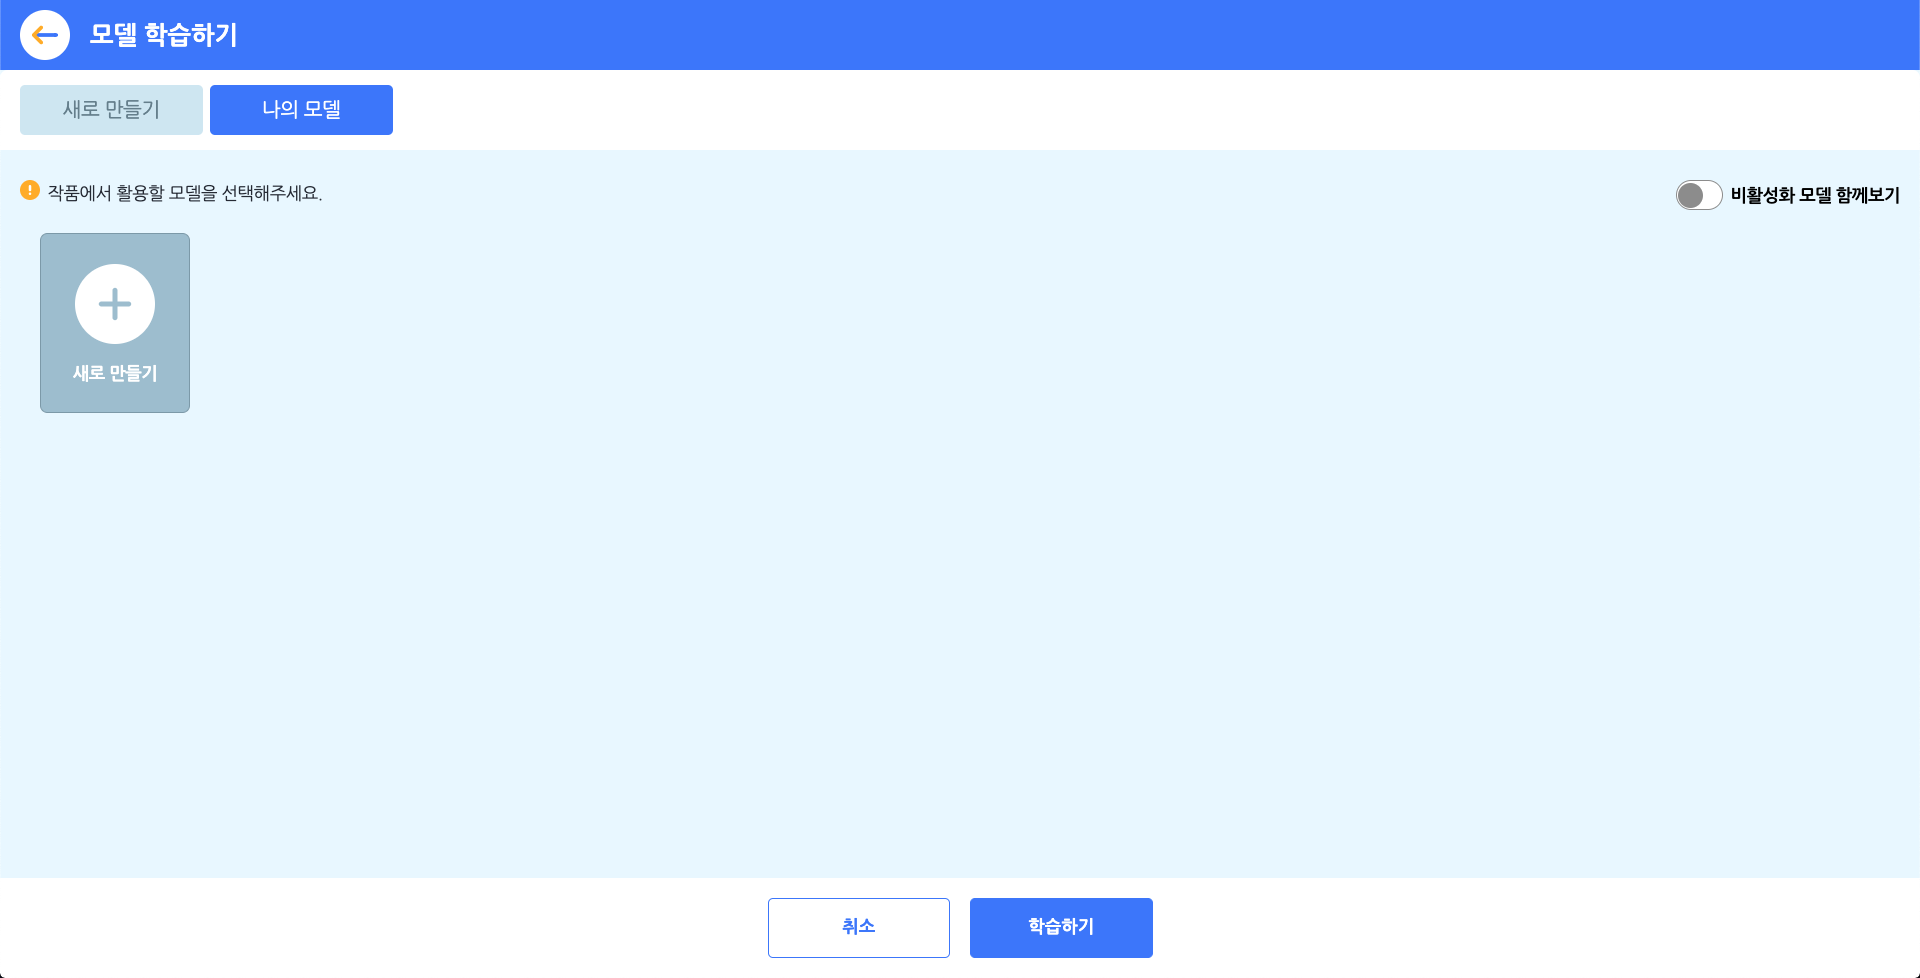 모델 학습하기
새로 만들기
나의 모델
작품에서 활용할 모델을 선택해주세요.
비활성화 모델 함께보기
새로 만들기
취소
학습하기